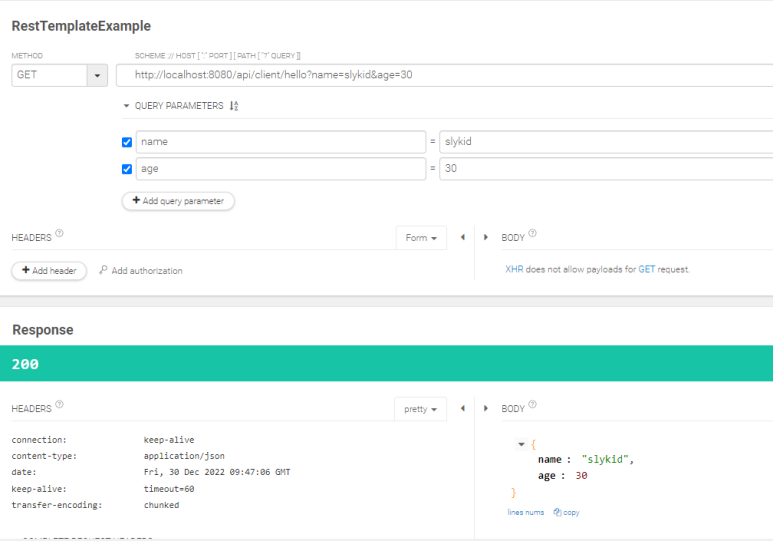 RestTemplateExample
METHOD
SCHEME :// HOST [ ":" PORT ] [ PATH [ "?" QUERY ]]
GET
http://localhost:8080/api/client/hello?name=slykid&age=30
QUERY PARAMETERS
name = slykid
age = 30
+ Add query parameter
HEADERS ? Form BODY ?
+ Add header Add authorization
XHR does not allow payloads for GET request.
Response
200
HEADERS ? pretty BODY ?
connection: keep-alive
content-type: application/json
date: Fri, 30 Dec 2022 09:47:06 GMT
keep-alive: timeout=60
transfer-encoding: chunked
{
name : "slykid",
age : 30
}
lines nums copy